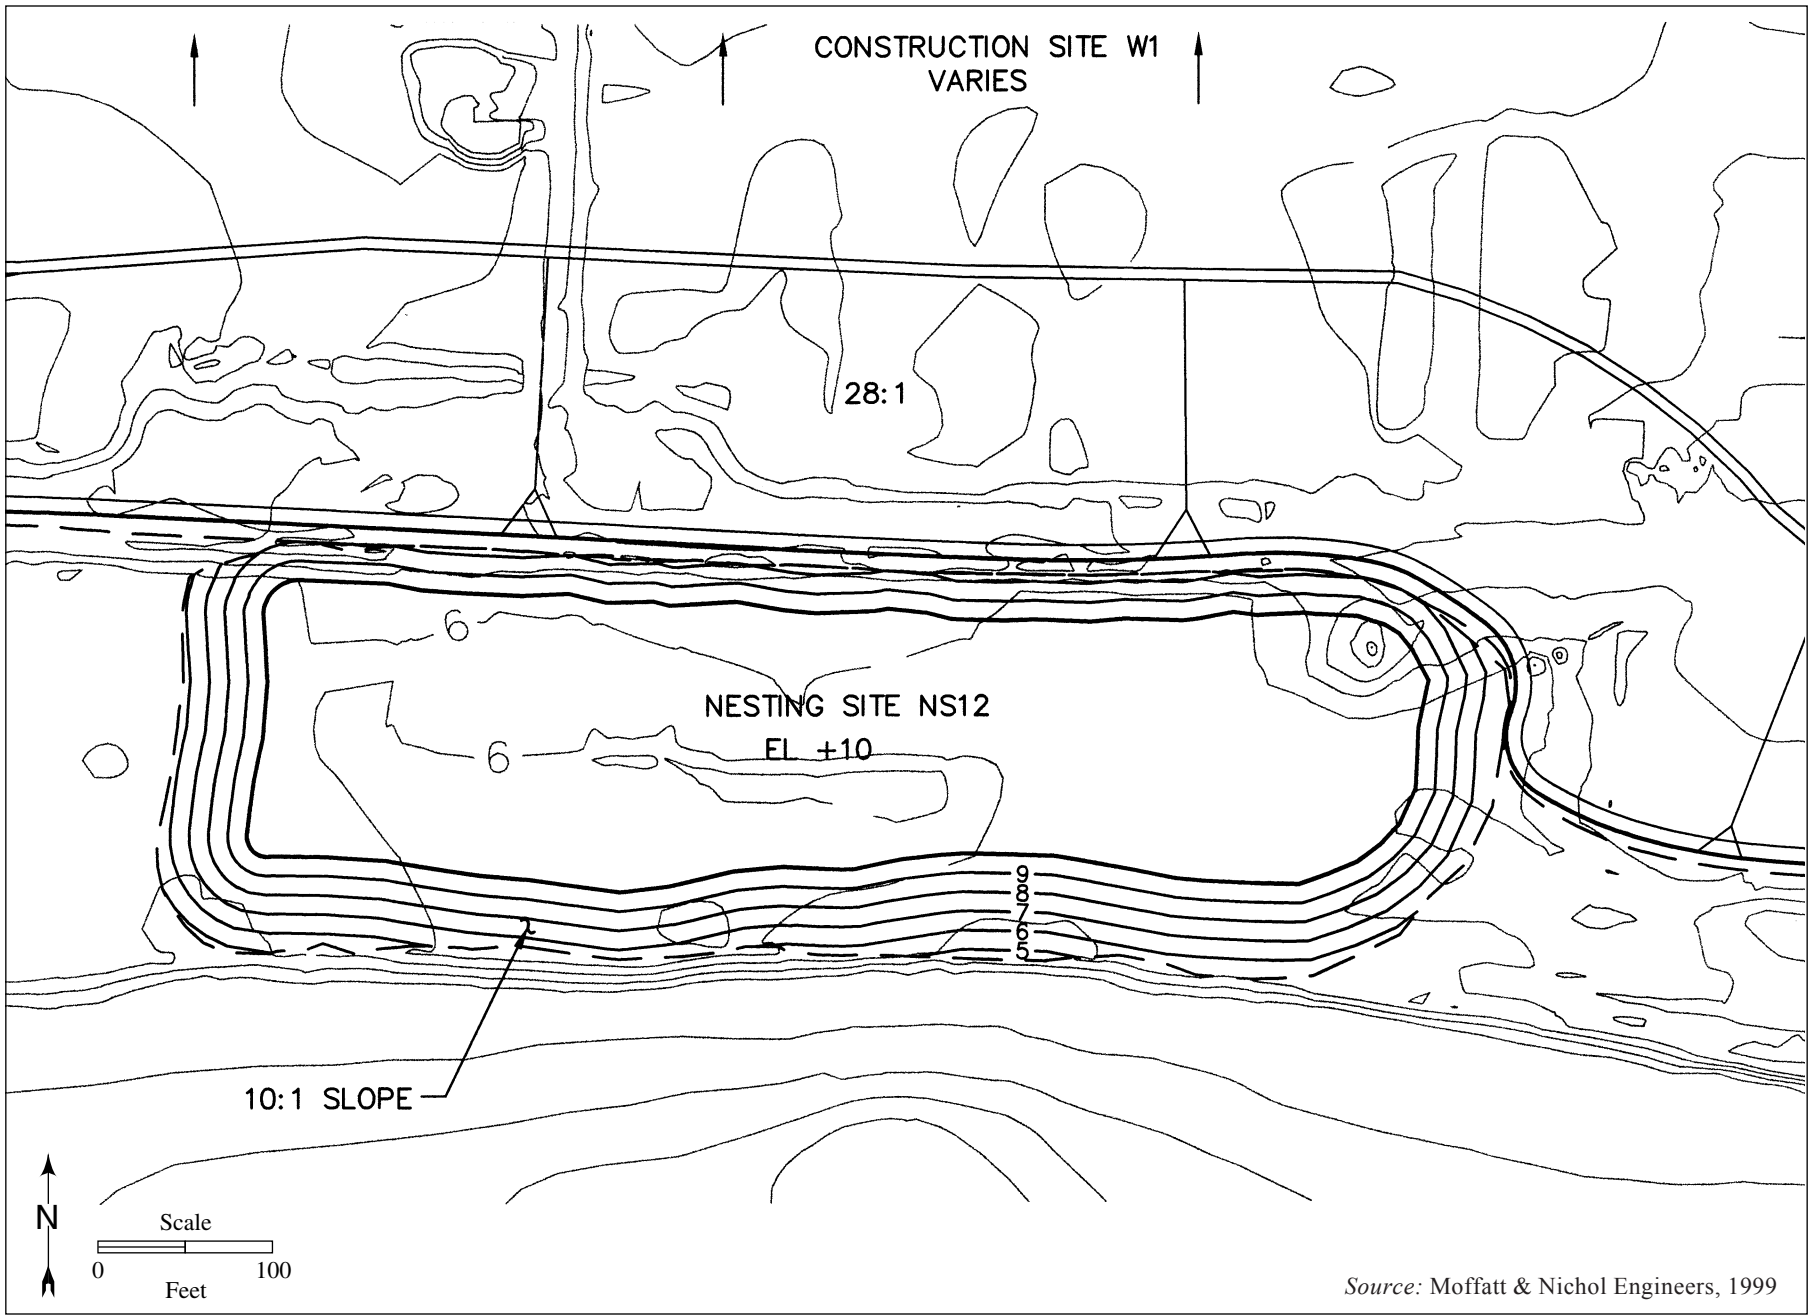 CONSTRUCTION SITE W1
VARIES
28:1
6
NESTING SITE NS12
6
EL +10
9
8
7
6
5
10:1 SLOPE
N
Scale
0 100
Feet
Source: Moffatt & Nichol Engineers, 1999